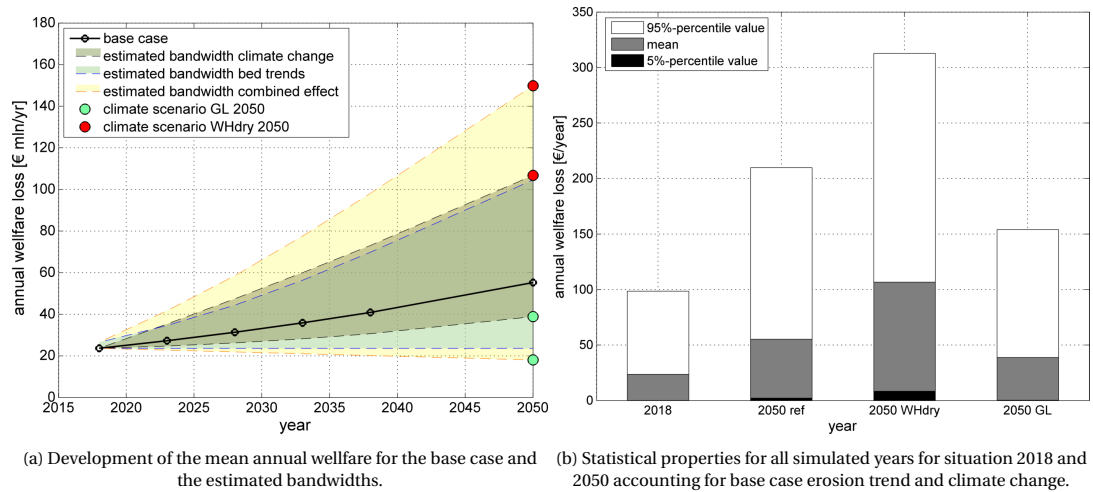 180
160
140
120
100
80
60
40
20
0
annual wellfare loss [€ mln/yr]
base case
estimated bandwidth climate change
estimated bandwidth bed trends
estimated bandwidth combined effect
climate scenario GL 2050
climate scenario WHdry 2050
2015 2020 2025 2030 2035 2040 2045 2050
year
(a) Development of the mean annual wellfare for the base case and
the estimated bandwidths.
350
300
250
200
150
100
50
0
annual wellfare loss [€/year]
95%-percentile value
mean
5%-percentile value
2018 2050 ref 2050 WHdry 2050 GL
year
(b) Statistical properties for all simulated years for situation 2018 and
2050 accounting for base case erosion trend and climate change.